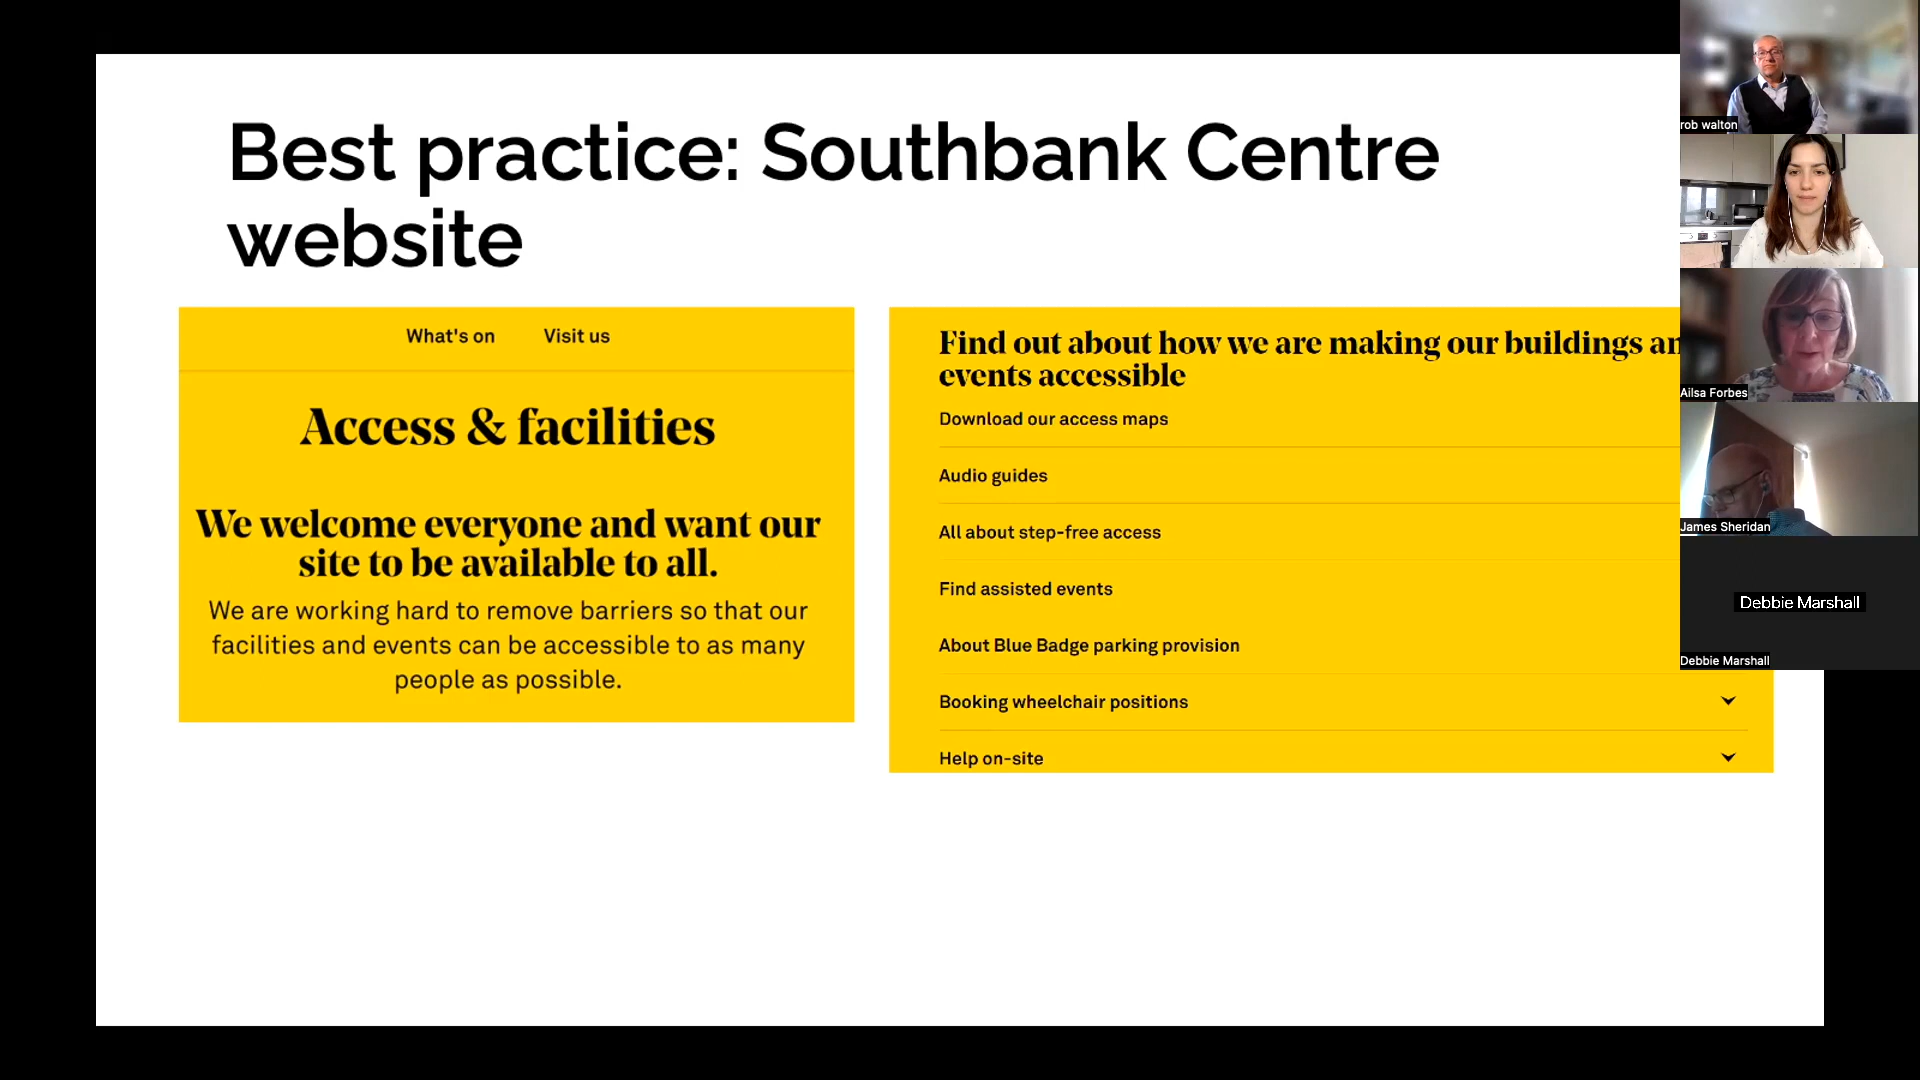 Best practice: Southbank Centre
website
What's on Visit us
Access & facilities
We welcome everyone and want our
site to be available to all.
We are working hard to remove barriers so that our
facilities and events can be accessible to as many
people as possible.
Find out about how we are making our buildings an
events accessible
Download our access maps
Audio guides
All about step-free access
Find assisted events
About Blue Badge parking provision
Booking wheelchair positions
Help on-site
rob walton
Ailsa Forbes
James Sheridan
Debbie Marshall
Debbie Marshall